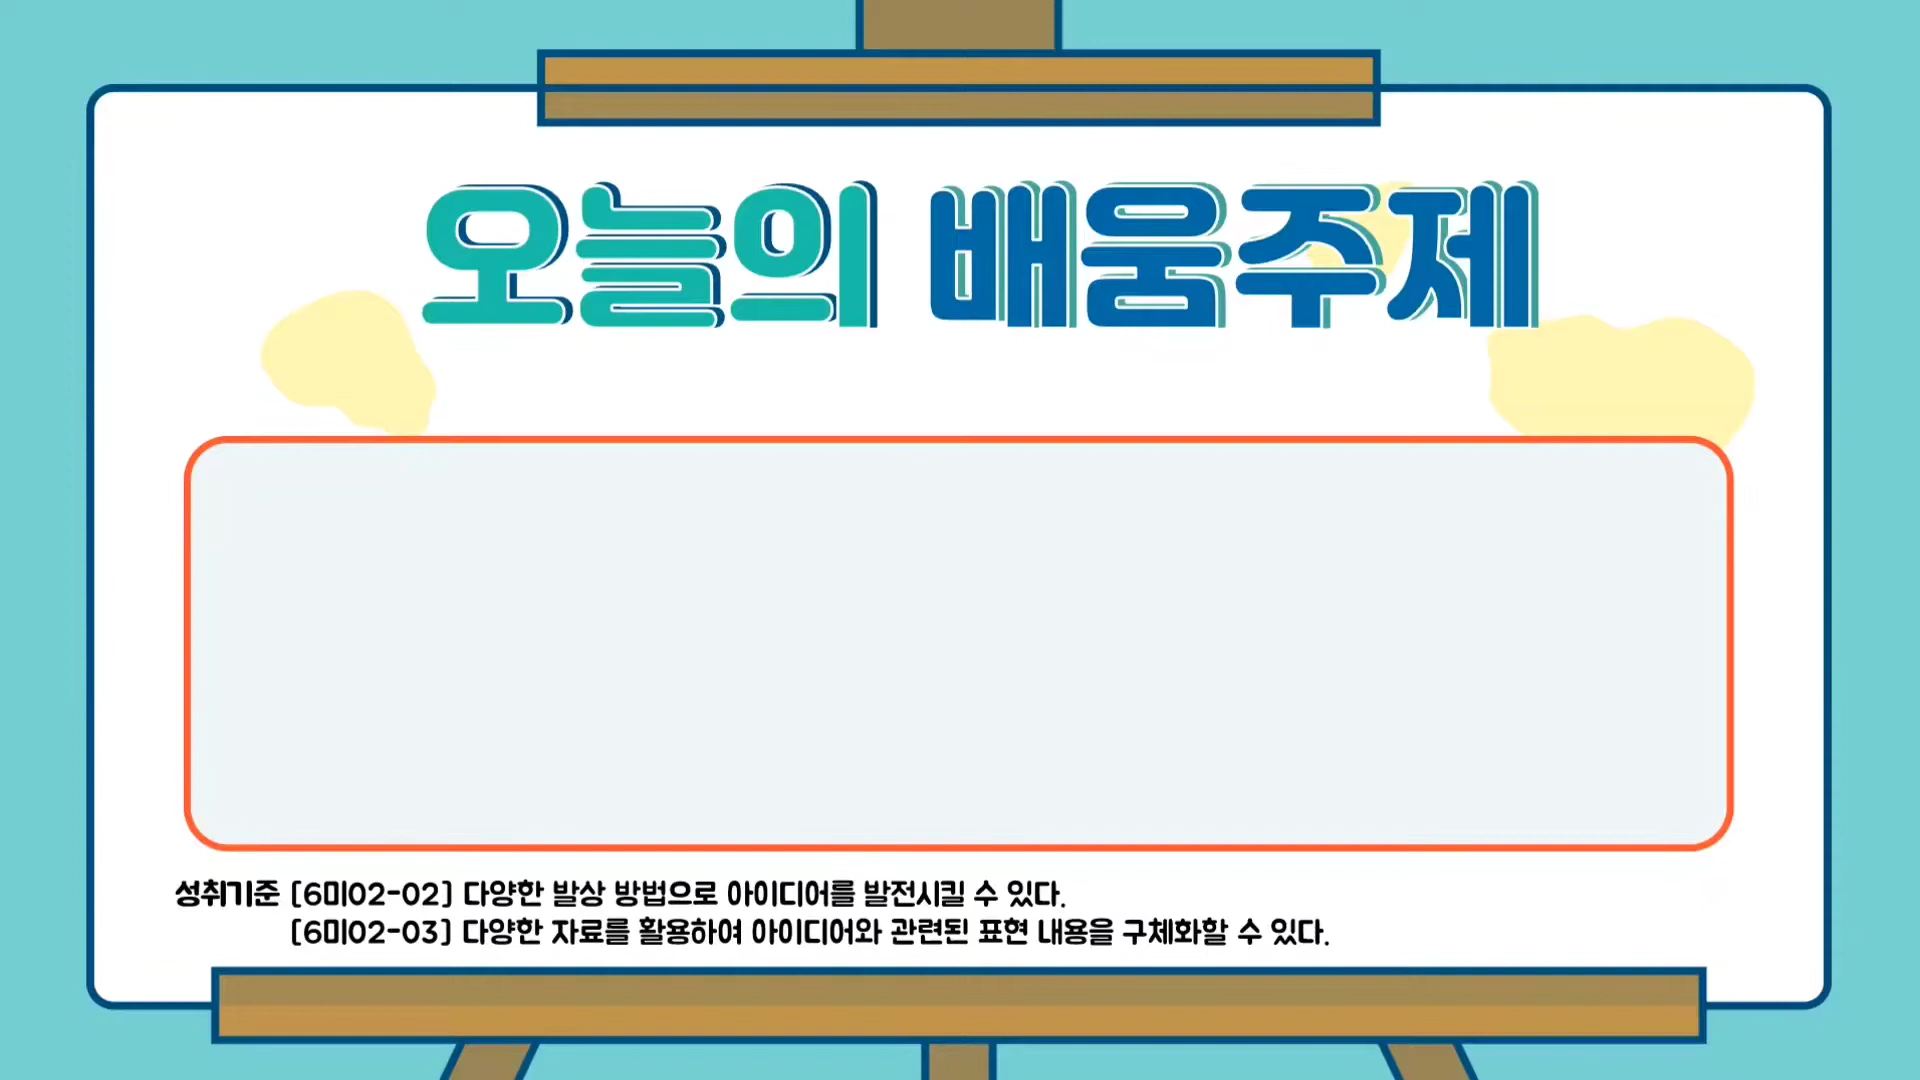 오늘의 배움주제
성취기준 [6미02-02] 다양한 발상 방법으로 아이디어를 발전시킬 수 있다.
[6미02-03] 다양한 자료를 활용하여 아이디어와 관련된 표현 내용을 구체화할 수 있다.